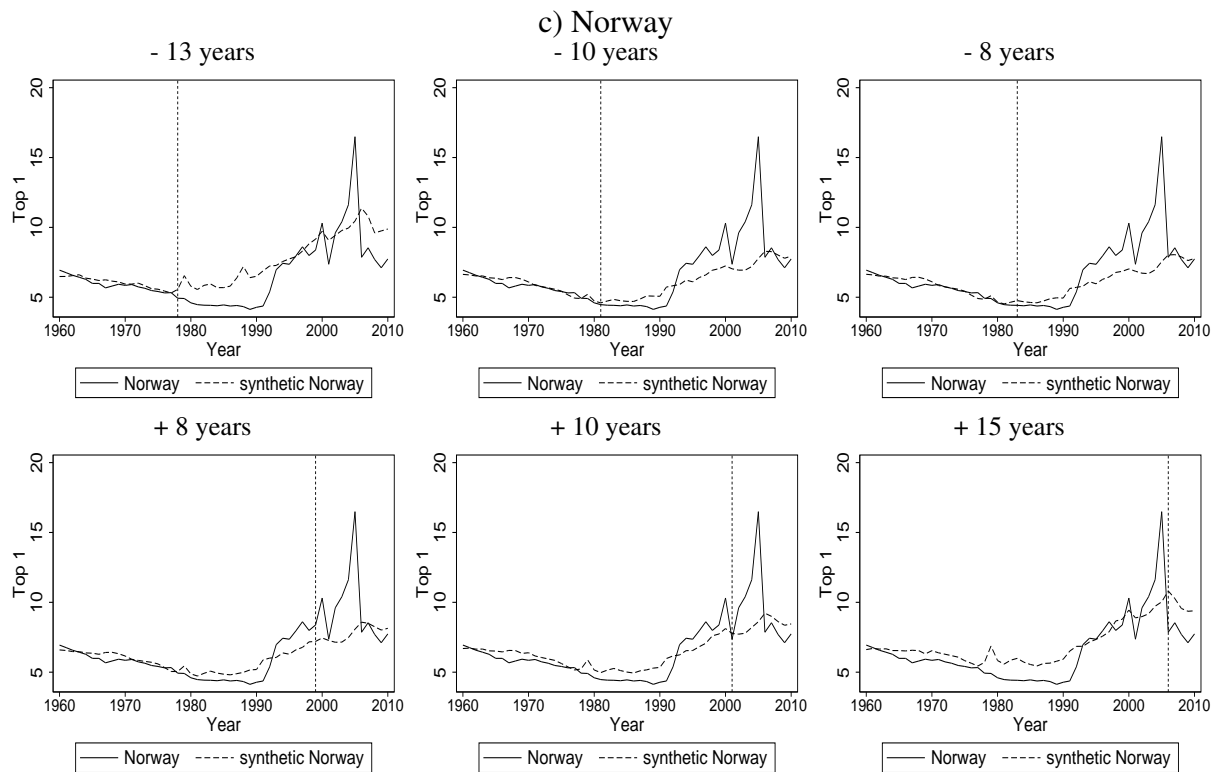 c) Norway
- 13 years
- 10 years
- 8 years
20
15
10
5
Top 1
1960 1970 1980 1990 2000 2010
Year
Norway synthetic Norway
20
15
10
5
Top 1
1960 1970 1980 1990 2000 2010
Year
Norway synthetic Norway
20
15
10
5
Top 1
1960 1970 1980 1990 2000 2010
Year
Norway synthetic Norway
+ 8 years
+ 10 years
+ 15 years
20
15
10
5
Top 1
1960 1970 1980 1990 2000 2010
Year
Norway synthetic Norway
20
15
10
5
Top 1
1960 1970 1980 1990 2000 2010
Year
Norway synthetic Norway
20
15
10
5
Top 1
1960 1970 1980 1990 2000 2010
Year
Norway synthetic Norway